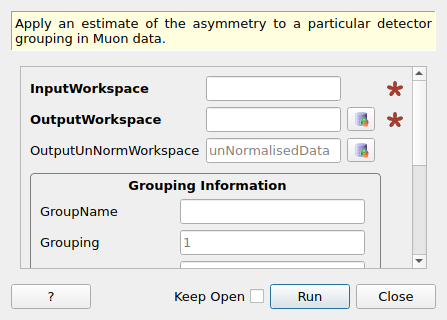 Apply an estimate of the asymmetry to a particular detector
grouping in Muon data.
InputWorkspace
OutputWorkspace
OutputUnNormWorkspace unNormalisedData
Grouping Information
GroupName
Grouping 1
? Keep Open Run Close